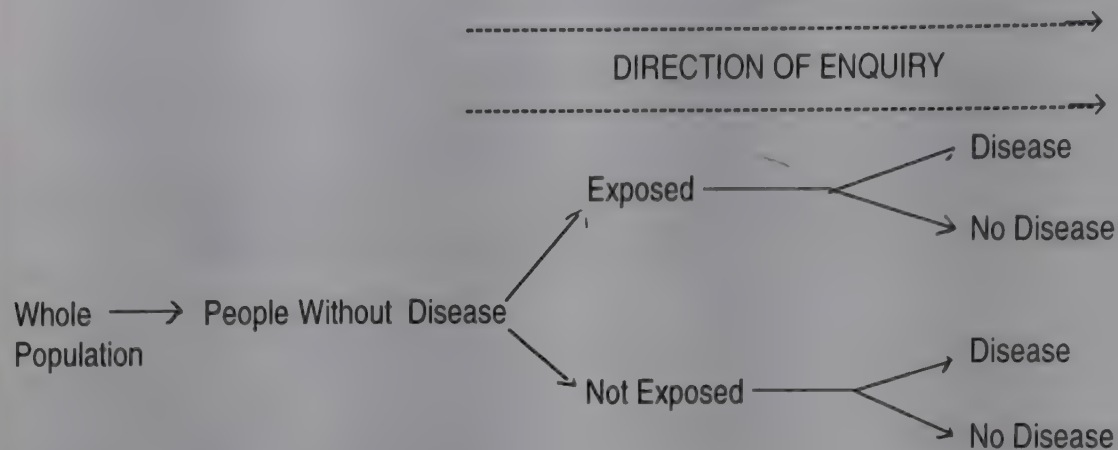 DIRECTION OF ENQUIRY
Disease
Exposed
No Disease
Whole
Population
People Without Disease
Disease
Not Exposed
No Disease